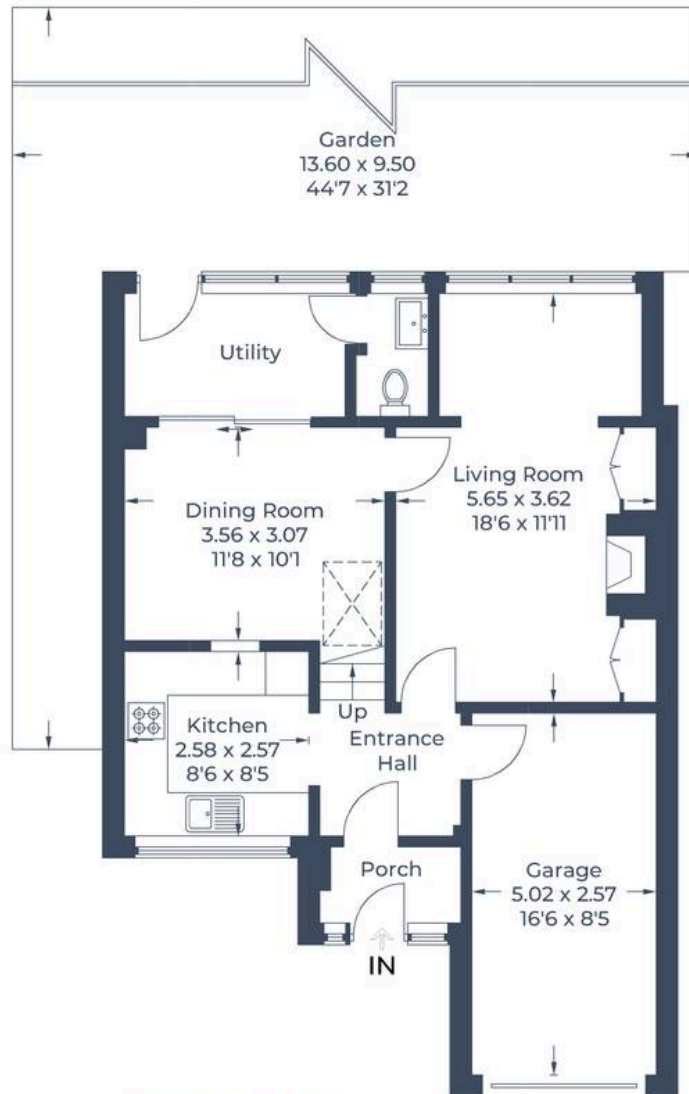 Garden
13.60 x 9.50
44'7 x 31'2
Utility
Living Room
5.65 x 3.62
18'6 x 11'11
Dining Room
3.56 x 3.07
11'8 x 10'1
Up
Kitchen
2.58 x 2.57
8'6 x 8'5
Entrance
Hall
Porch
Garage
5.02 x 2.57
16'6 x 8'5
IN